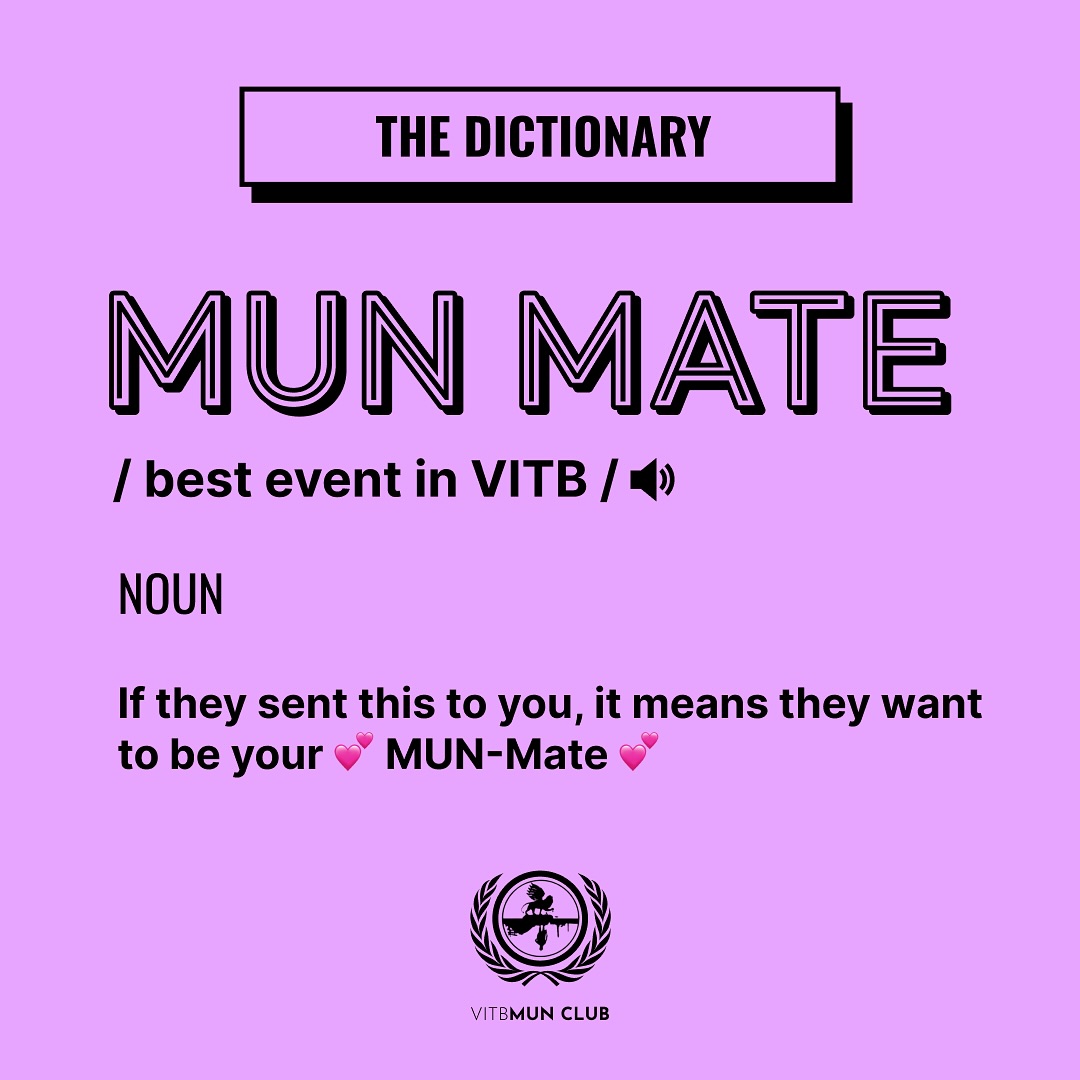 THE DICTIONARY
MUN MATE
/ best event in VITB / 🔊
NOUN
If they sent this to you, it means they want
to be your 💕 MUN-Mate 💕
VITBMUN CLUB